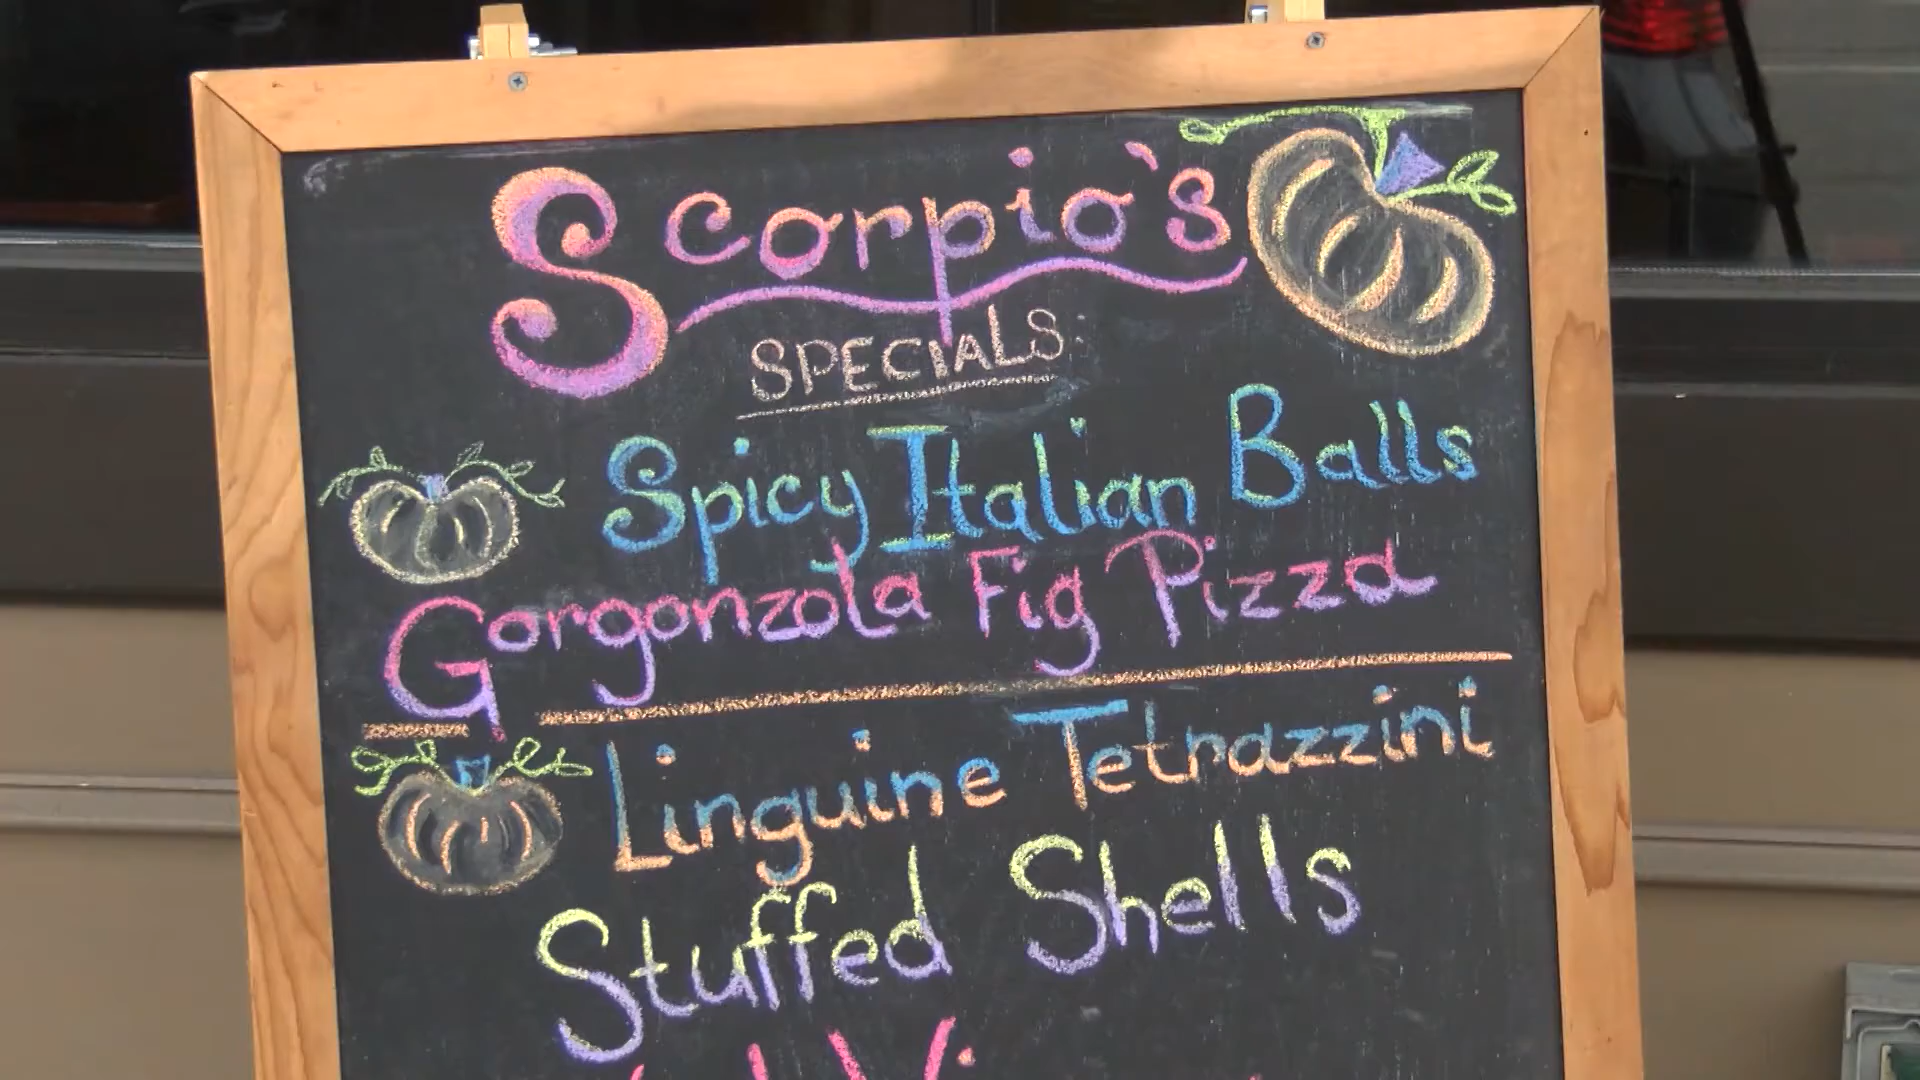 Scorpio's
SPECIALS:
Spicy Italian Balls
Gorgonzola Fig Pizza
Linguine Tetrazzini
Stuffed Shells